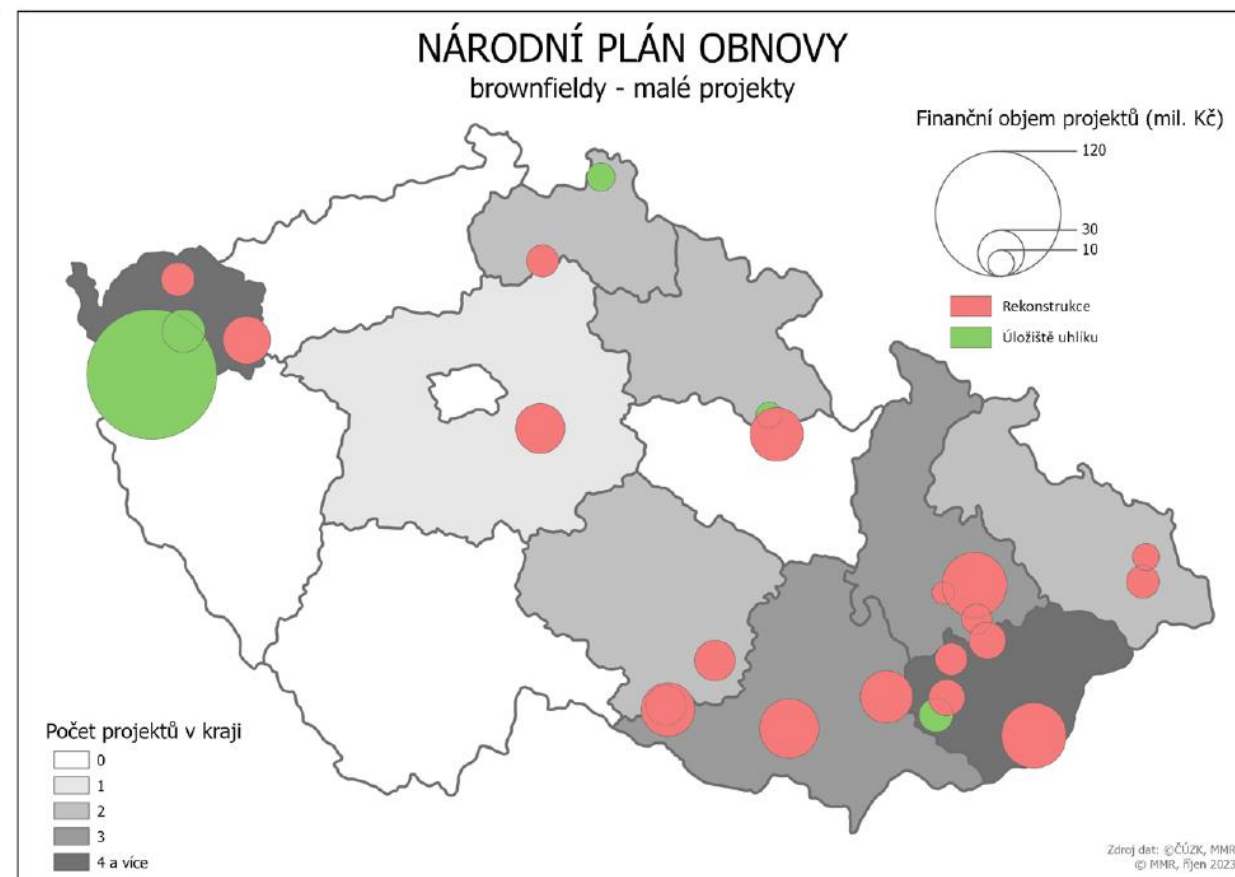 NÁRODNÍ PLÁN OBNOVY
brownfieldy - malé projekty
Finanční objem projektů (mil. Kč)
120
30
10
Rekonstrukce
Úložiště uhlíku
Počet projektů v kraji
0
1
2
3
4 a více
Zdroj dat: ©ČÚZK, MMR
© MMR, říjen 2023